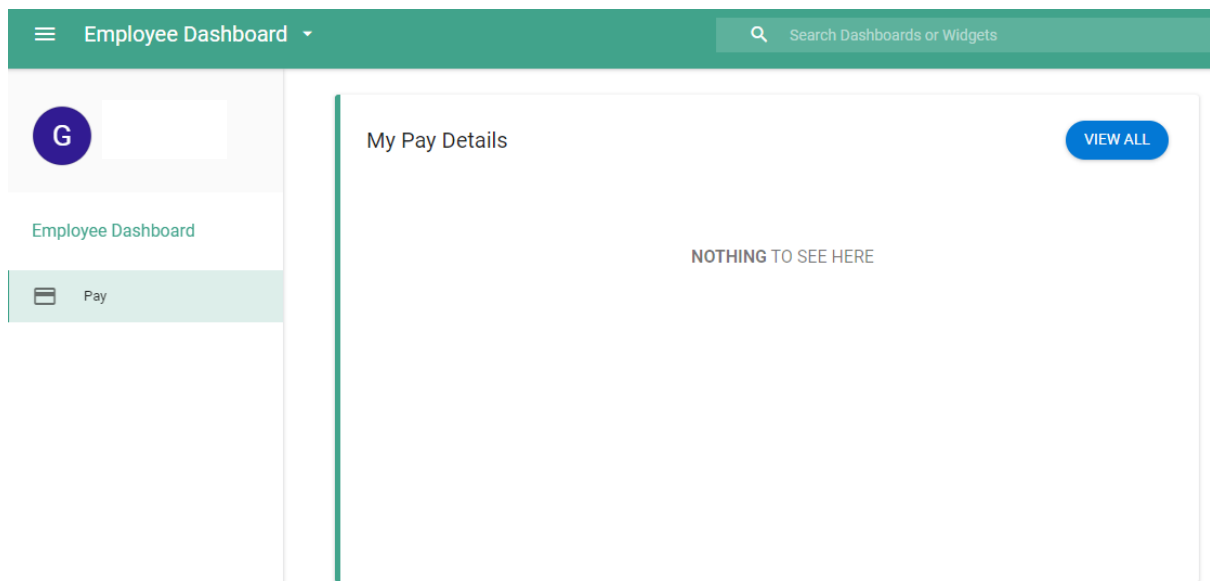 Employee Dashboard
Search Dashboards or Widgets
G
My Pay Details
VIEW ALL
Employee Dashboard
NOTHING TO SEE HERE
Pay